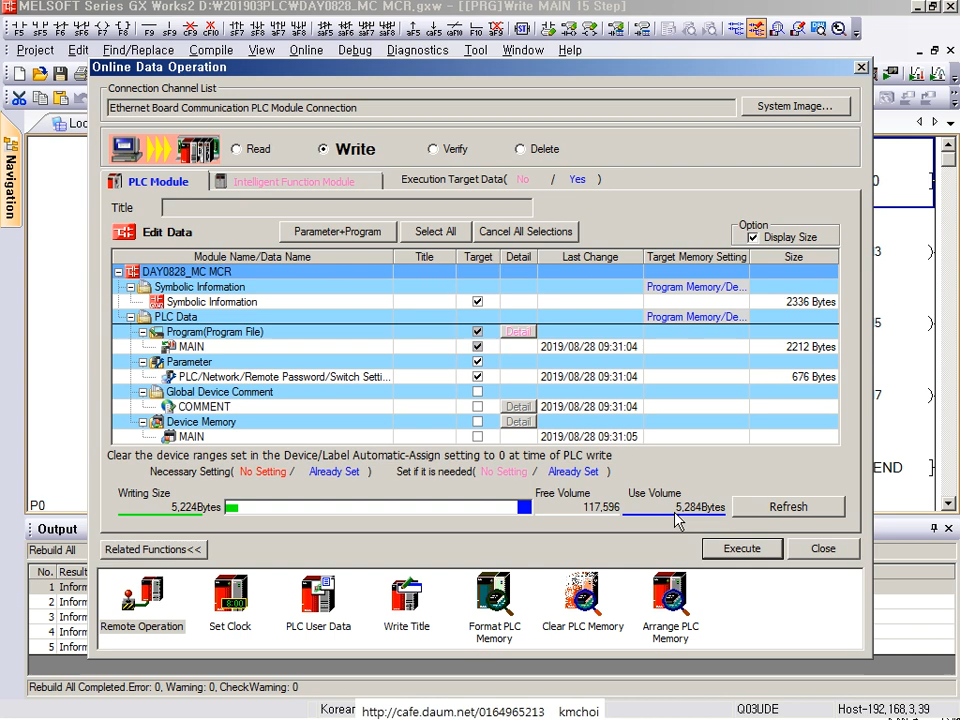 MELSOFT Series GX Works2 D:₩201903PLC₩DAY0828_MC MCR.gxw - [[PRG]Write MAIN 15 Step]
Project Edit Find/Replace Compile View Online Debug Diagnostics Tool Window Help
Online Data Operation
Connection Channel List
Ethernet Board Communication PLC Module Connection
System Image...
Read Write Verify Delete
PLC Module Intelligent Function Module Execution Target Data( No / Yes )
Title
Edit Data Parameter+Program Select All Cancel All Selections
Option
Display Size
Module Name/Data Name Title Target Detail Last Change Target Memory Setting Size
DAY0828_MC MCR
Symbolic Information Program Memory/De...
Symbolic Information 2336 Bytes
PLC Data Program Memory/De...
Program(Program File) Detail
MAIN 2019/08/28 09:31:04 2212 Bytes
Parameter
PLC/Network/Remote Password/Switch Setti... 2019/08/28 09:31:04 676 Bytes
Global Device Comment
COMMENT Detail 2019/08/28 09:31:04
Device Memory Detail
MAIN 2019/08/28 09:31:05
Clear the device ranges set in the Device/Label Automatic-Assign setting to 0 at time of PLC write
Necessary Setting( No Setting / Already Set ) Set if it is needed( No Setting / Already Set )
Writing Size Free Volume Use Volume
5,224Bytes 117,596 5,284Bytes Refresh
Related Functions<< Execute Close
Remote Operation Set Clock PLC User Data Write Title Format PLC Memory Clear PLC Memory Arrange PLC Memory
Navigation
P0
END
Output
Rebuild All
No. Result
1 Inform
2 Inform
3 Inform
4 Inform
5 Inform
Rebuild All Completed.Error: 0, Warning: 0, CheckWarning: 0
Korean http://cafe.daum.net/0164965213 kmchoi Q03UDE Host-192,168,3,39